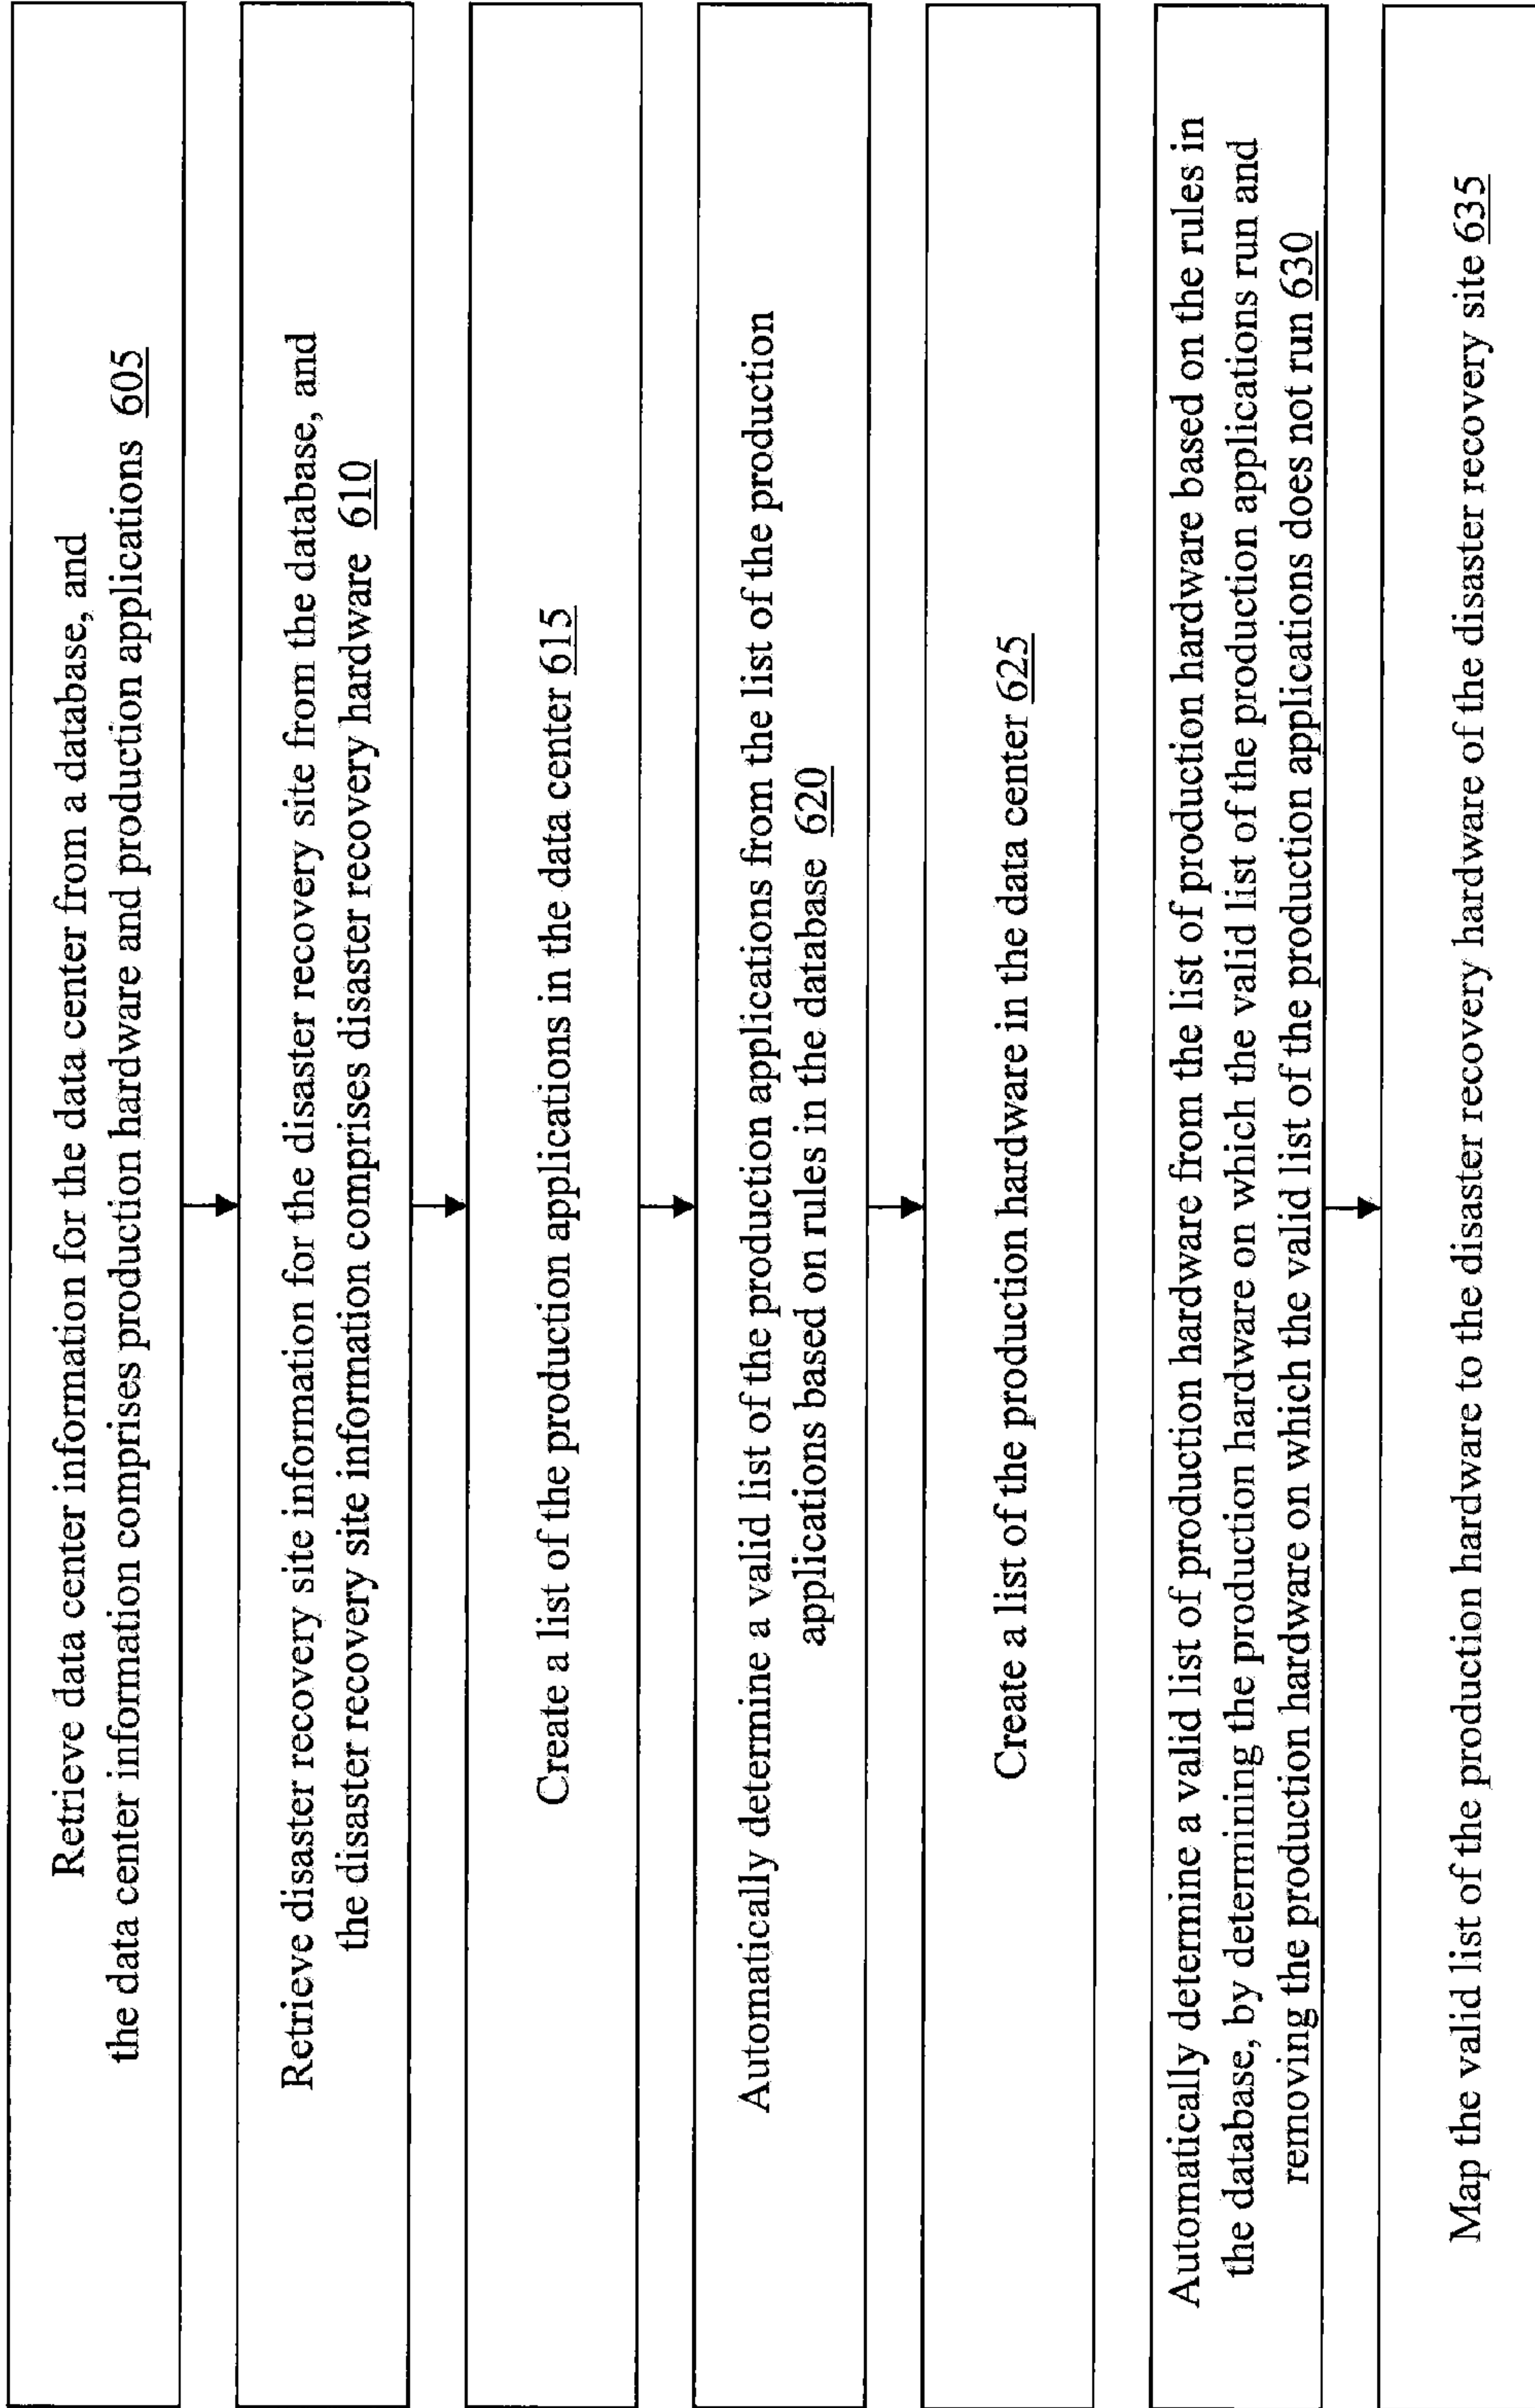 Retrieve data center information for the data center from a database, and
the data center information comprises production hardware and production applications 605
Retrieve disaster recovery site information for the disaster recovery site from the database, and
the disaster recovery site information comprises disaster recovery hardware 610
Create a list of the production applications in the data center 615
Automatically determine a valid list of the production applications from the list of the production
applications based on rules in the database 620
Create a list of the production hardware in the data center 625
Automatically determine a valid list of production hardware from the list of production hardware based on the rules in
the database, by determining the production hardware on which the valid list of the production applications run and
removing the production hardware on which the valid list of the production applications does not run 630
Map the valid list of the production hardware to the disaster recovery hardware of the disaster recovery site 635